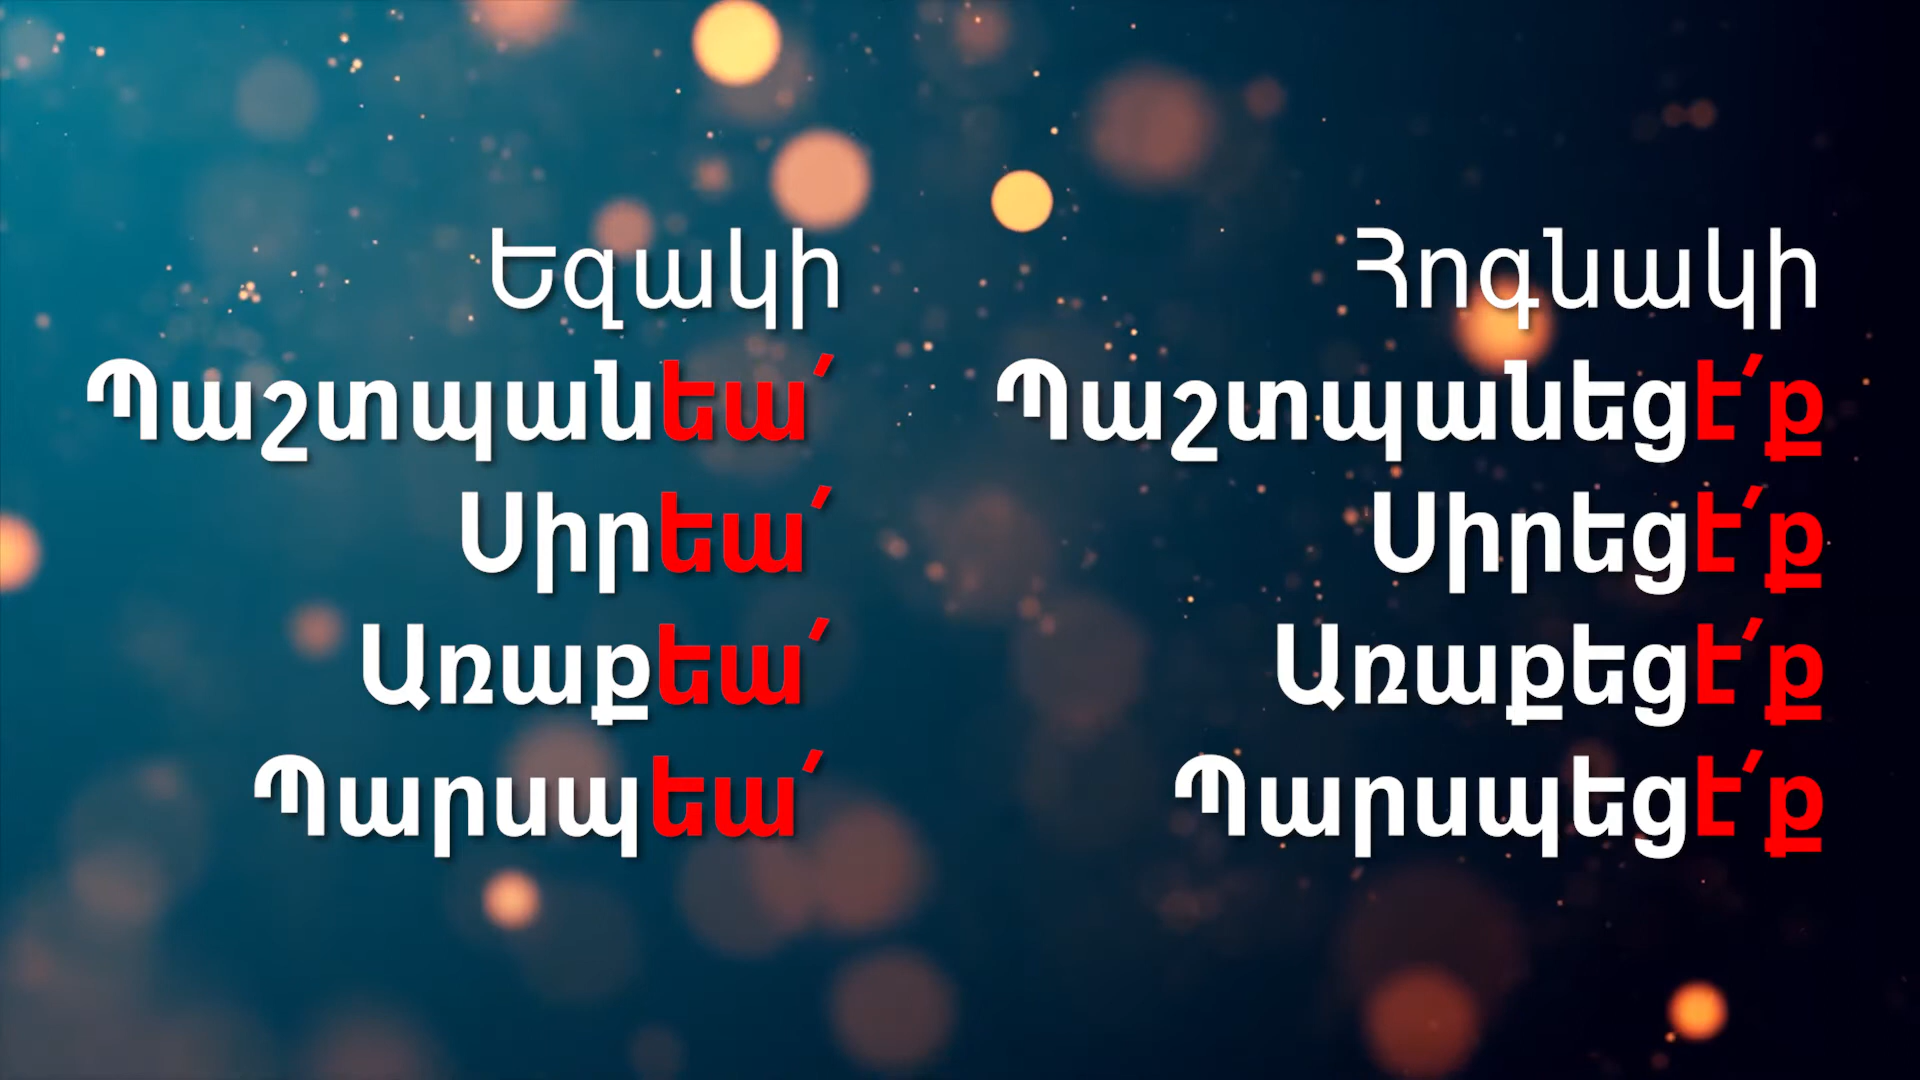 Եզակի Հոգնակի
Պաշտպանեա՛ Պաշտպանեցէ՛ք
Սիրեա՛ Սիրեցէ՛ք
Առաքեա՛ Առաքեցէ՛ք
Պարսպեա՛ Պարսպեցէ՛ք